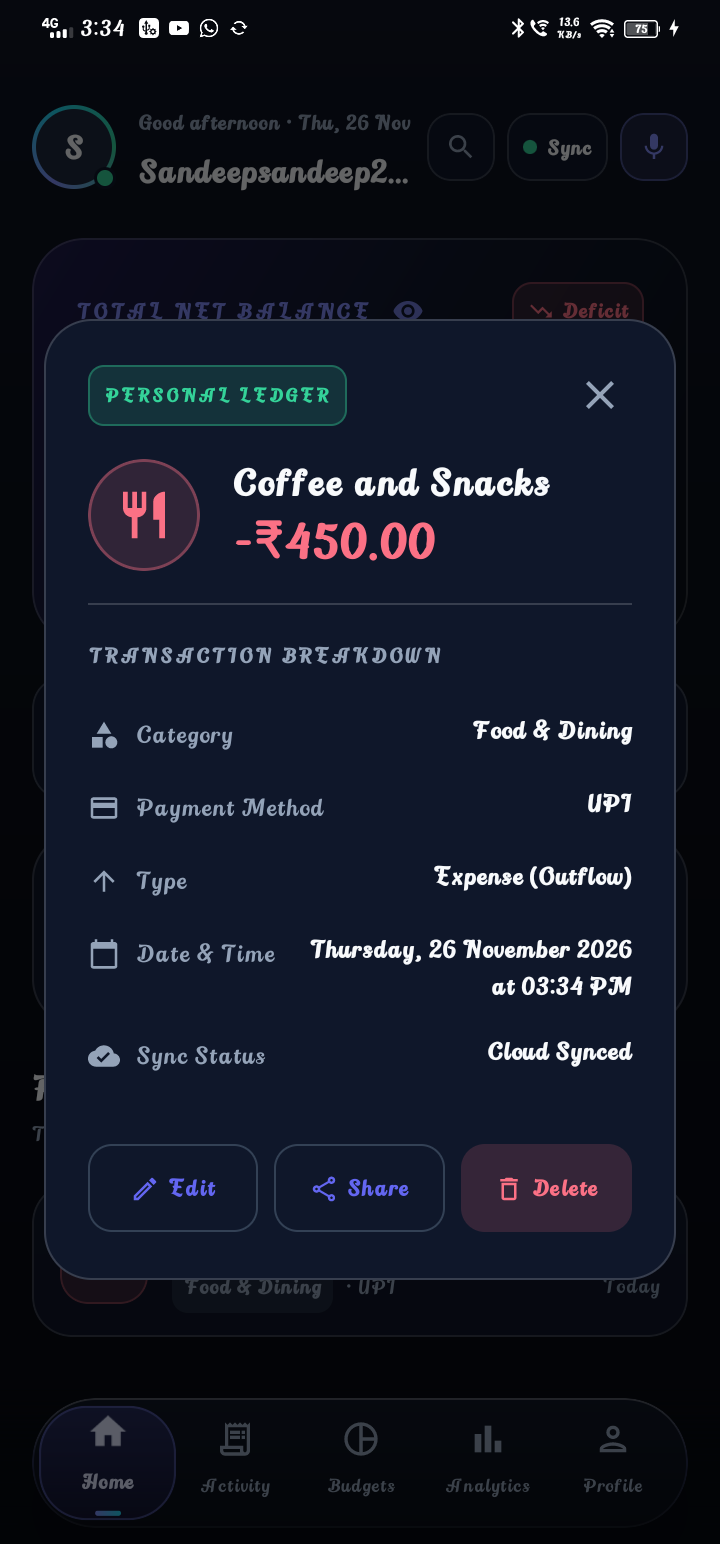 4G 3:34 13.6 KB/s 75
S
Good afternoon · Thu, 26 Nov
Sandeepsandeep2...
Sync
TOTAL NET BALANCE
Deficit
PERSONAL LEDGER
Coffee and Snacks
-₹450.00
TRANSACTION BREAKDOWN
Category Food & Dining
Payment Method UPI
Type Expense (Outflow)
Date & Time Thursday, 26 November 2026
at 03:34 PM
Sync Status Cloud Synced
Edit Share Delete
Food & Dining · UPI Today
Home Activity Budgets Analytics Profile